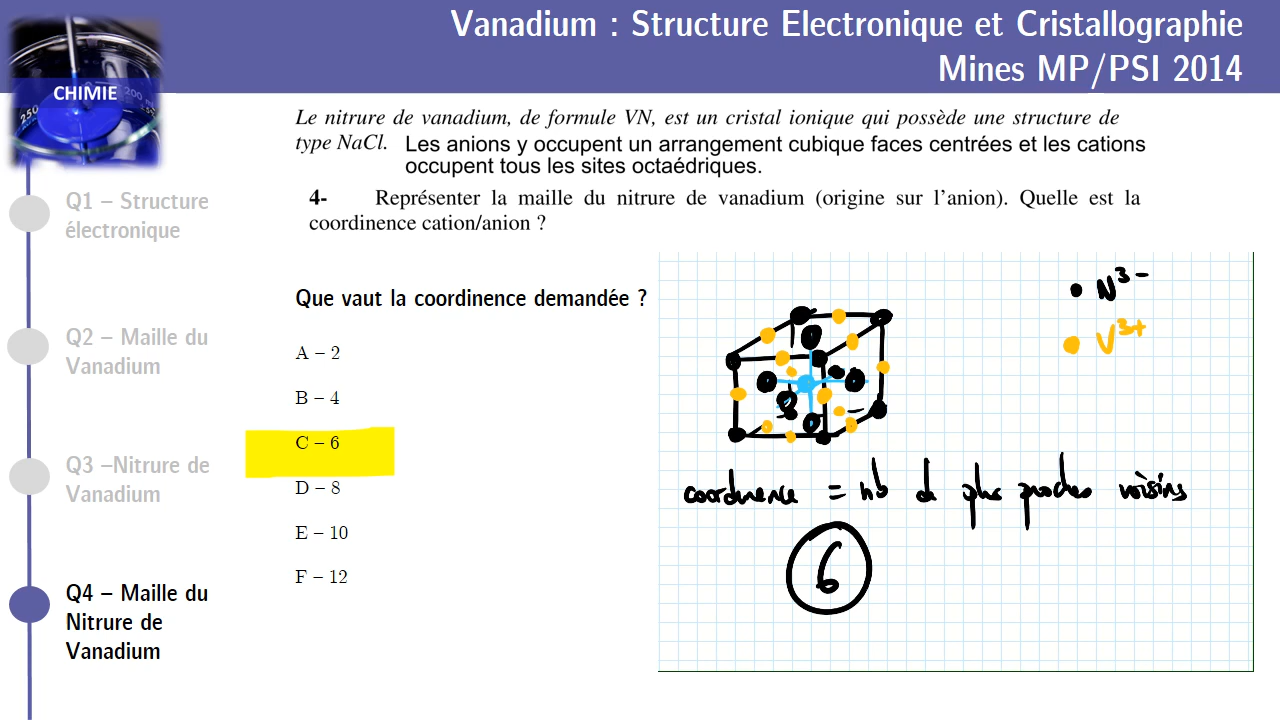 Vanadium : Structure Electronique et Cristallographie
Mines MP/PSI 2014
CHIMIE
250
200
250
Le nitrure de vanadium, de formule VN, est un cristal ionique qui possède une structure de
type NaCl. Les anions y occupent un arrangement cubique faces centrées et les cations
occupent tous les sites octaédriques.
4- Représenter la maille du nitrure de vanadium (origine sur l'anion). Quelle est la
coordinence cation/anion ?
Q1 – Structure
électronique
Q2 – Maille du
Vanadium
Q3 –Nitrure de
Vanadium
Q4 – Maille du
Nitrure de
Vanadium
Que vaut la coordinence demandée ?
A – 2
B – 4
C – 6
D – 8
E – 10
F – 12
N3-
V3+
coordinence = nb de plus proches voisins
6